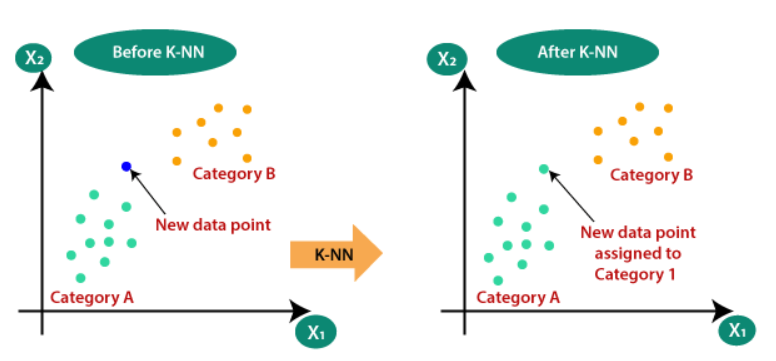 Before K-NN
X₂
Category B
New data point
Category A
X₁
K-NN
After K-NN
X₂
Category B
New data point
assigned to
Category 1
Category A
X₁